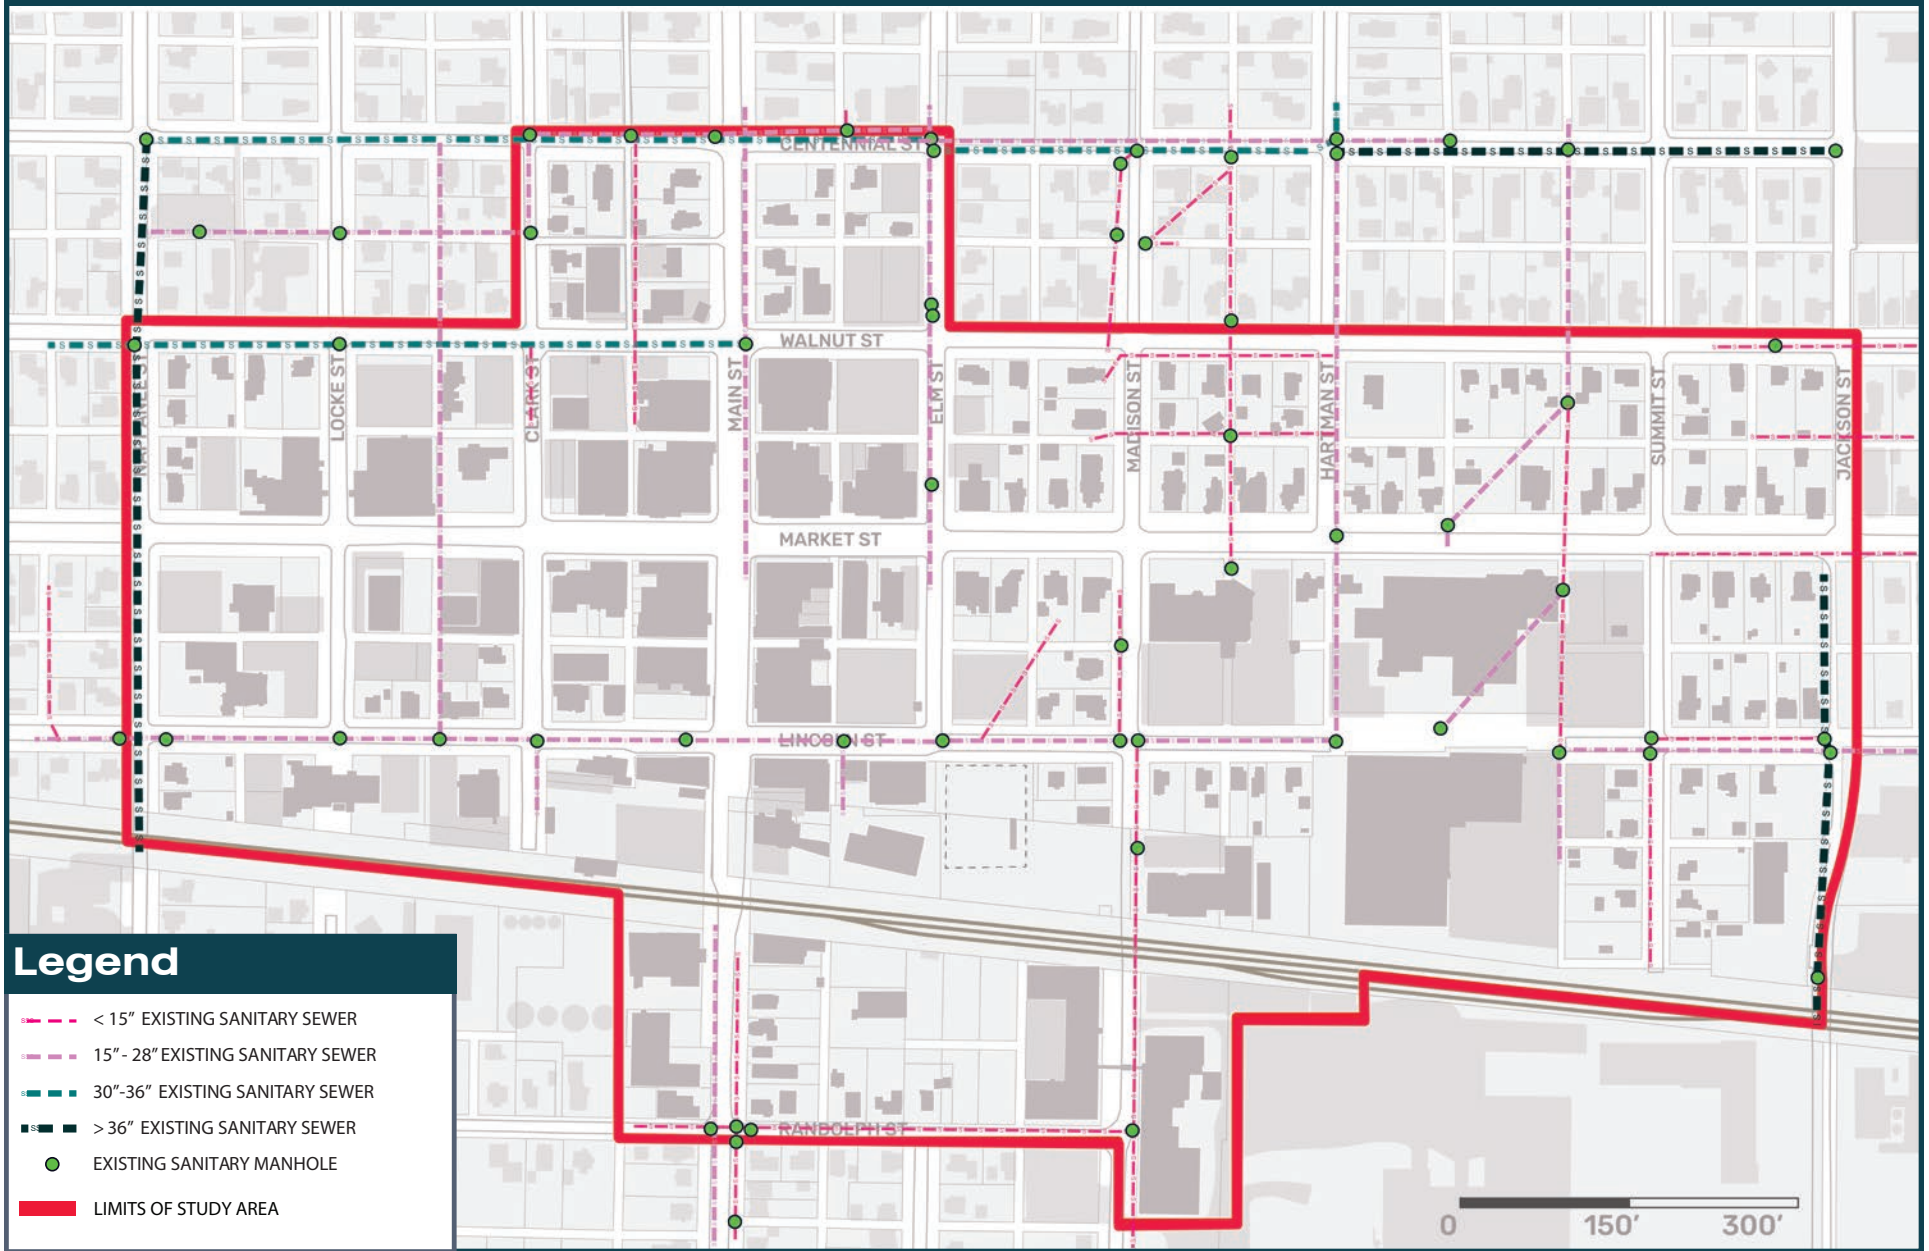 CENTENNIAL ST
WALNUT ST
LOCKE ST
CLARK ST
MAIN ST
ELM ST
MADISON ST
HARTMAN ST
SUMMIT ST
JACKSON ST
MARKET ST
LINCOLN ST
RANDOLPH ST
Legend
< 15” EXISTING SANITARY SEWER
15”- 28” EXISTING SANITARY SEWER
30”-36” EXISTING SANITARY SEWER
> 36” EXISTING SANITARY SEWER
EXISTING SANITARY MANHOLE
LIMITS OF STUDY AREA
0 150’ 300’